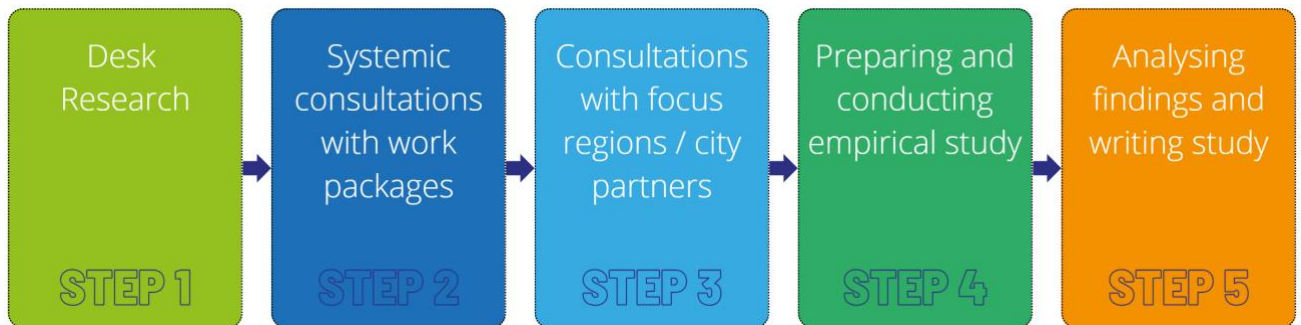 Desk
Research
STEP 1
Systemic
consultations
with work
packages
STEP 2
Consultations
with focus
regions / city
partners
STEP 3
Preparing and
conducting
empirical study
STEP 4
Analysing
findings and
writing study
STEP 5